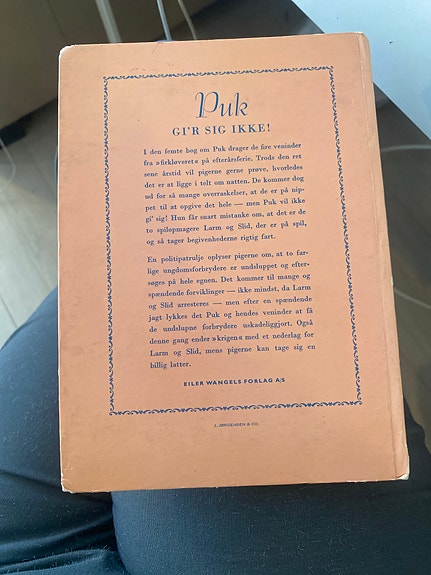 Puk
GI'R SIG IKKE!
I den femte bog om Puk drager de fire veninder
fra »firkløveret« på efterårsferie. Trods den ret
sene årstid vil pigerne gerne prøve, hvorledes
det er at ligge i telt om natten. De kommer dog
ud for så mange overraskelser, at de er på nip-
pet til at opgive det hele — men Puk vil ikke
gi' sig! Hun får snart mistanke om, at det er de
to spilopmagere Larm og Slid, der er på spil,
og så tager begivenhederne rigtig fart.
En politipatrulje oplyser pigerne om, at to far-
lige ungdomsforbrydere er undsluppet og efter-
søges på hele egnen. Det kommer til mange og
spændende forviklinger — ikke mindst, da Larm
og Slid arresteres — men efter en spændende
jagt lykkes det Puk og hendes veninder at få
de undslupne forbrydere uskadeliggjort. Også
denne gang ender »krigen« med et nederlag for
Larm og Slid, mens pigerne kan tage sig en
billig latter.
EILER WANGELS FORLAG A/S
J. JØRGENSEN & CO.